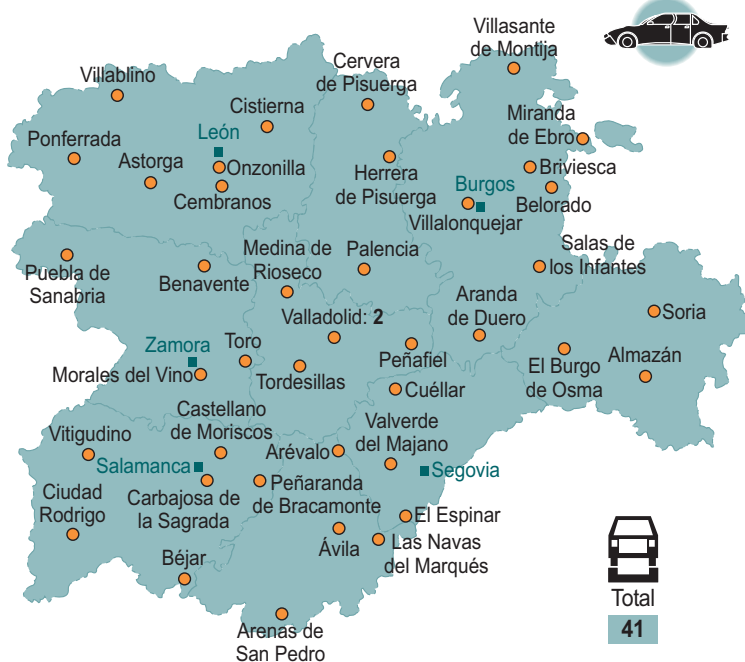 Villasante
de Montija
Cervera
de Pisuerga
Villablino
Cistierna
Miranda
de Ebro
León
Ponferrada
Astorga
Onzonilla
Cembranos
Herrera
de Pisuerga
Briviesca
Burgos
Belorado
Villalonquejar
Puebla de
Sanabria
Benavente
Medina de
Rioseco
Palencia
Salas de
los Infantes
Aranda
de Duero
Soria
Valladolid: 2
Zamora
Toro
Peñafiel
Morales del Vino
Tordesillas
El Burgo
de Osma
Almazán
Cuéllar
Castellano
de Moriscos
Vitigudino
Valverde
del Majano
Arévalo
Salamanca
Segovia
Ciudad
Rodrigo
Carbajosa de
la Sagrada
Peñaranda
de Bracamonte
El Espinar
Ávila
Las Navas
del Marqués
Béjar
Arenas de
San Pedro
Total
41